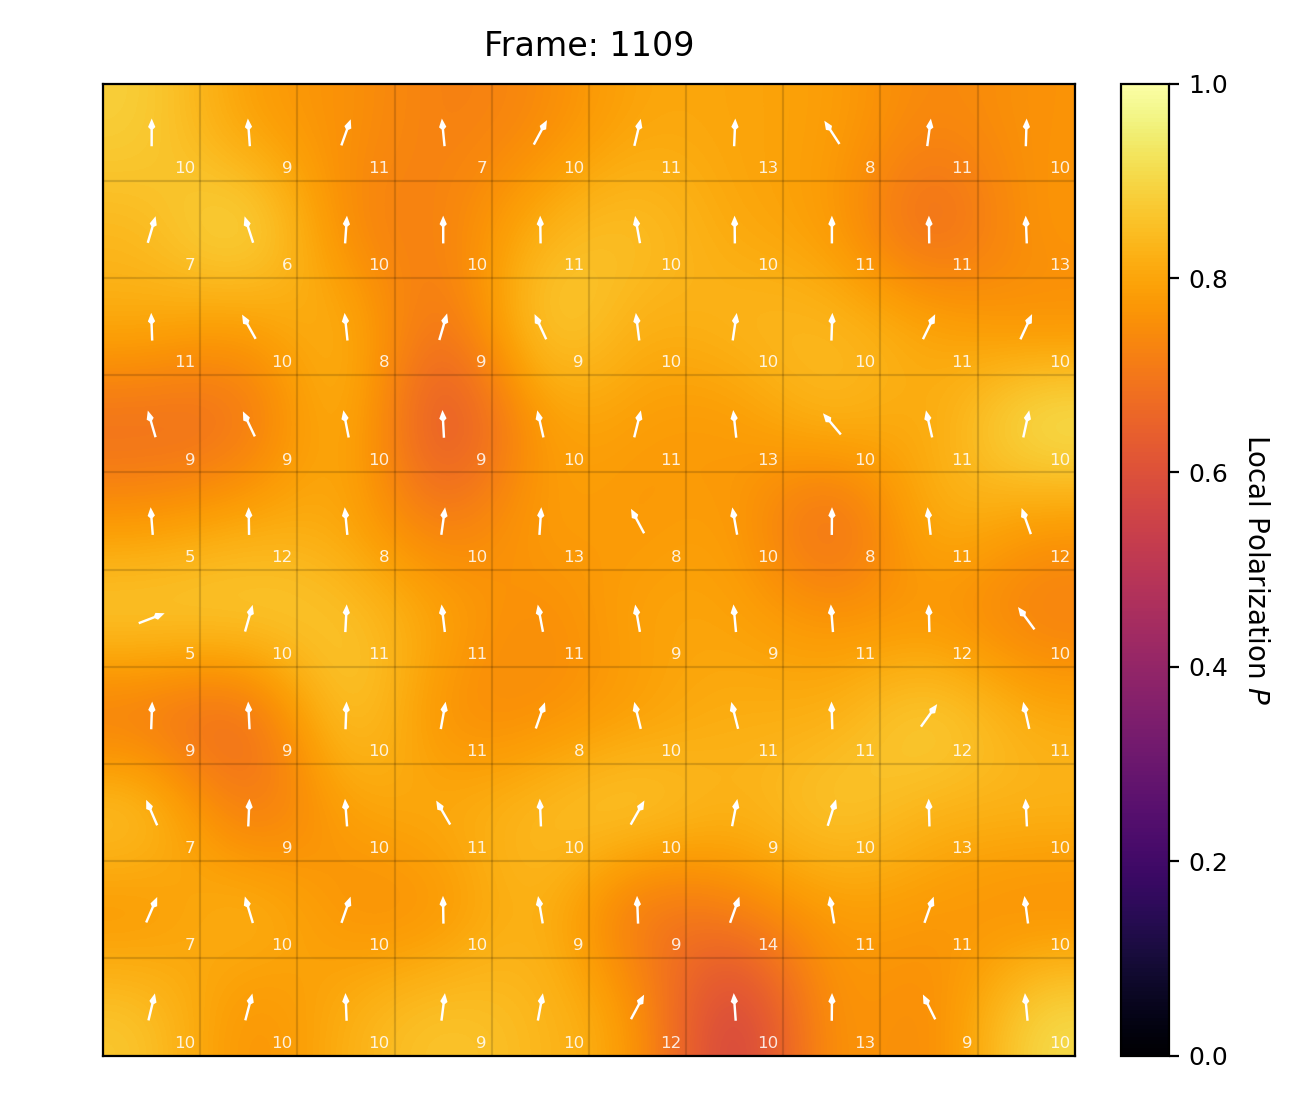 Frame: 1109
10 9 11 7 10 11 13 8 11 10
7 6 10 10 11 10 10 11 11 13
11 10 8 9 9 10 10 10 11 10
9 9 10 9 10 11 13 10 11 10
5 12 8 10 13 8 10 8 11 12
5 10 11 11 11 9 9 11 12 10
9 9 10 11 8 10 11 11 12 11
7 9 10 11 10 10 9 10 13 10
7 10 10 10 9 9 14 11 11 10
10 10 10 9 10 12 10 13 9 10
1.0
0.8
0.6
0.4
0.2
0.0
Local Polarization P